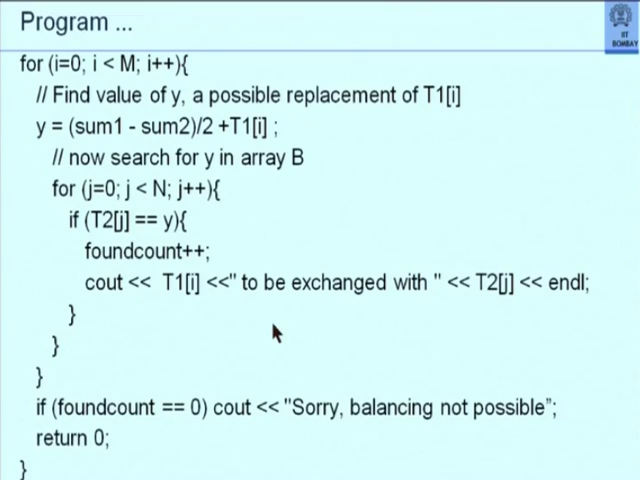 Program ...
IIT
BOMBAY
for (i=0; i < M; i++){
// Find value of y, a possible replacement of T1[i]
y = (sum1 - sum2)/2 +T1[i] ;
// now search for y in array B
for (j=0; j < N; j++){
if (T2[j] == y){
foundcount++;
cout << T1[i] <<" to be exchanged with " << T2[j] << endl;
}
}
}
if (foundcount == 0) cout << "Sorry, balancing not possible”;
return 0;
}